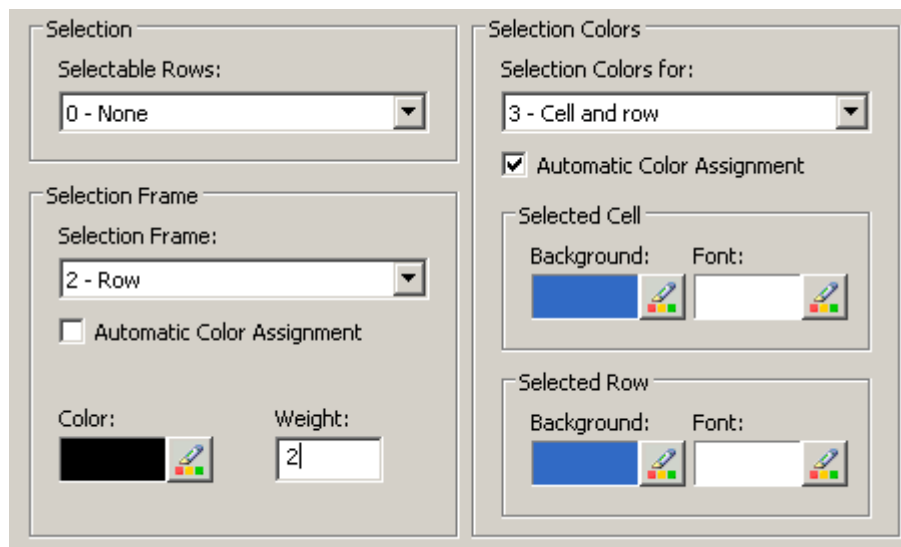 Selection
Selectable Rows:
0 - None
Selection Frame
Selection Frame:
2 - Row
Automatic Color Assignment
Color:
Weight:
2
Selection Colors
Selection Colors for:
3 - Cell and row
Automatic Color Assignment
Selected Cell
Background:
Font:
Selected Row
Background:
Font: